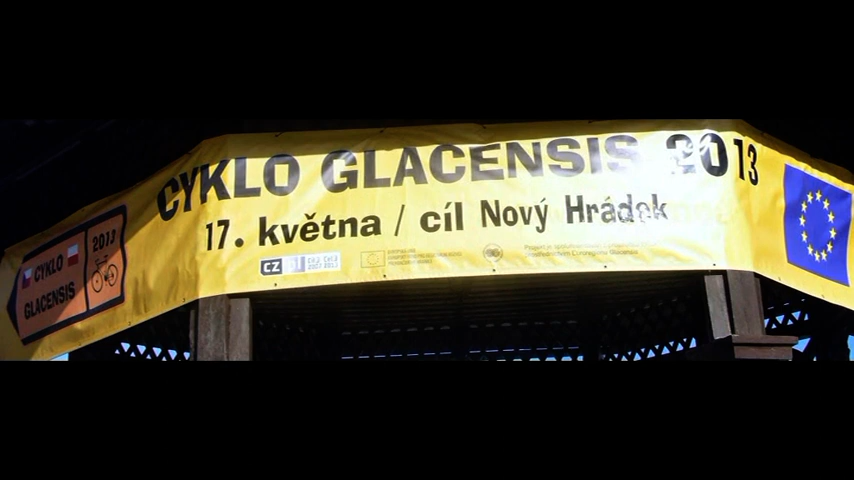 CYKLO GLACENSIS 2013
17. května / cíl Nový Hrádek
2013
CYKLO
GLACENSIS
CZ